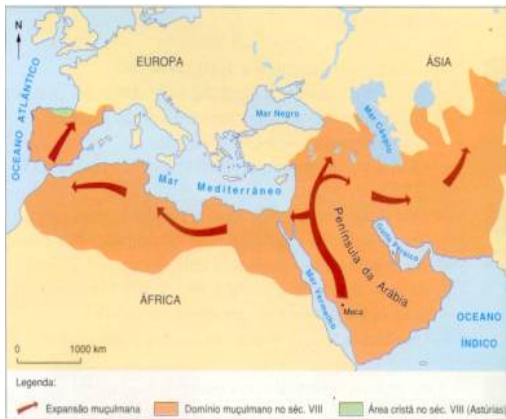 N
EUROPA
ÁSIA
OCEANO ATLÂNTICO
Mar Negro
Mar Cáspio
Mar Mediterrâneo
Península da Arábia
Golfo Pérsico
Mar Vermelho
Meca
ÁFRICA
OCEANO
ÍNDICO
0 1000 km
Legenda:
Expansão muçulmana
Domínio muçulmano no séc. VIII
Área cristã no séc. VIII (Astúrias)